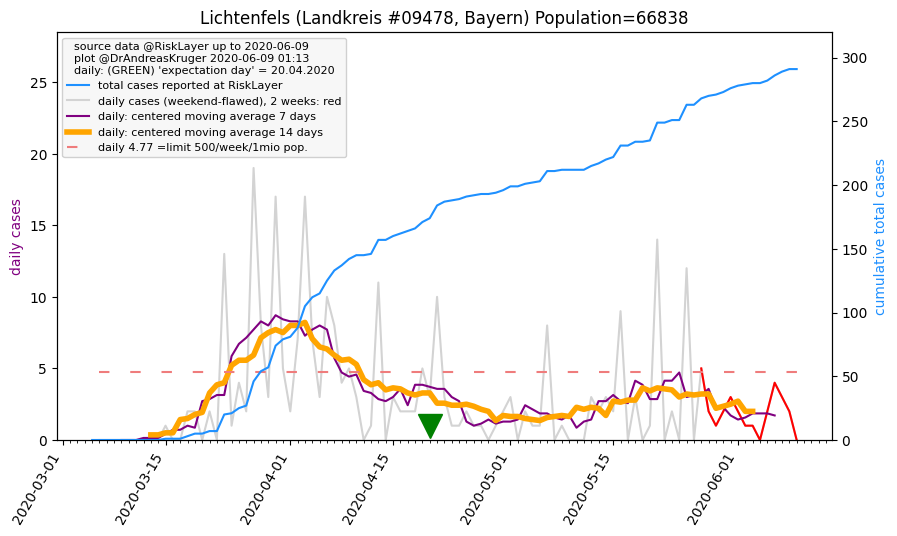 Lichtenfels (Landkreis #09478, Bayern) Population=66838
source data @RiskLayer up to 2020-06-09
plot @DrAndreasKruger 2020-06-09 01:13
daily: (GREEN) 'expectation day' = 20.04.2020
total cases reported at RiskLayer
daily cases (weekend-flawed), 2 weeks: red
daily: centered moving average 7 days
daily: centered moving average 14 days
daily 4.77 =limit 500/week/1mio pop.
daily cases
25
20
15
10
5
0
cumulative total cases
300
250
200
150
100
50
0
2020-03-01
2020-03-15
2020-04-01
2020-04-15
2020-05-01
2020-05-15
2020-06-01